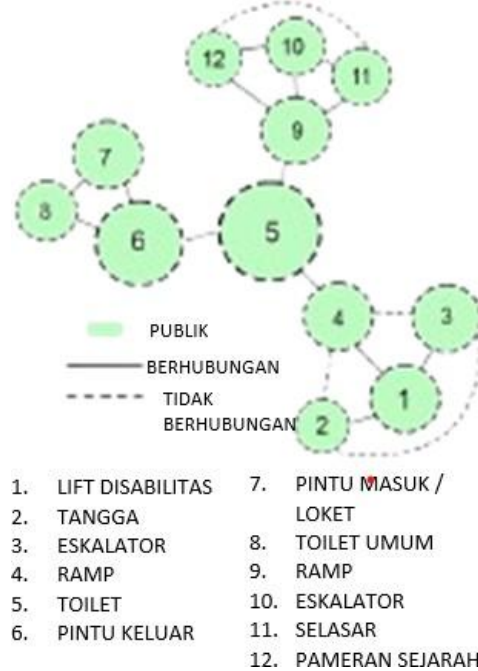 12
10
11
9
7
8
6
5
4
3
1
2
PUBLIK
BERHUBUNGAN
TIDAK
BERHUBUNGAN
1. LIFT DISABILITAS
2. TANGGA
3. ESKALATOR
4. RAMP
5. TOILET
6. PINTU KELUAR
7. PINTU MASUK /
LOKET
8. TOILET UMUM
9. RAMP
10. ESKALATOR
11. SELASAR
12. PAMERAN SEJARAH